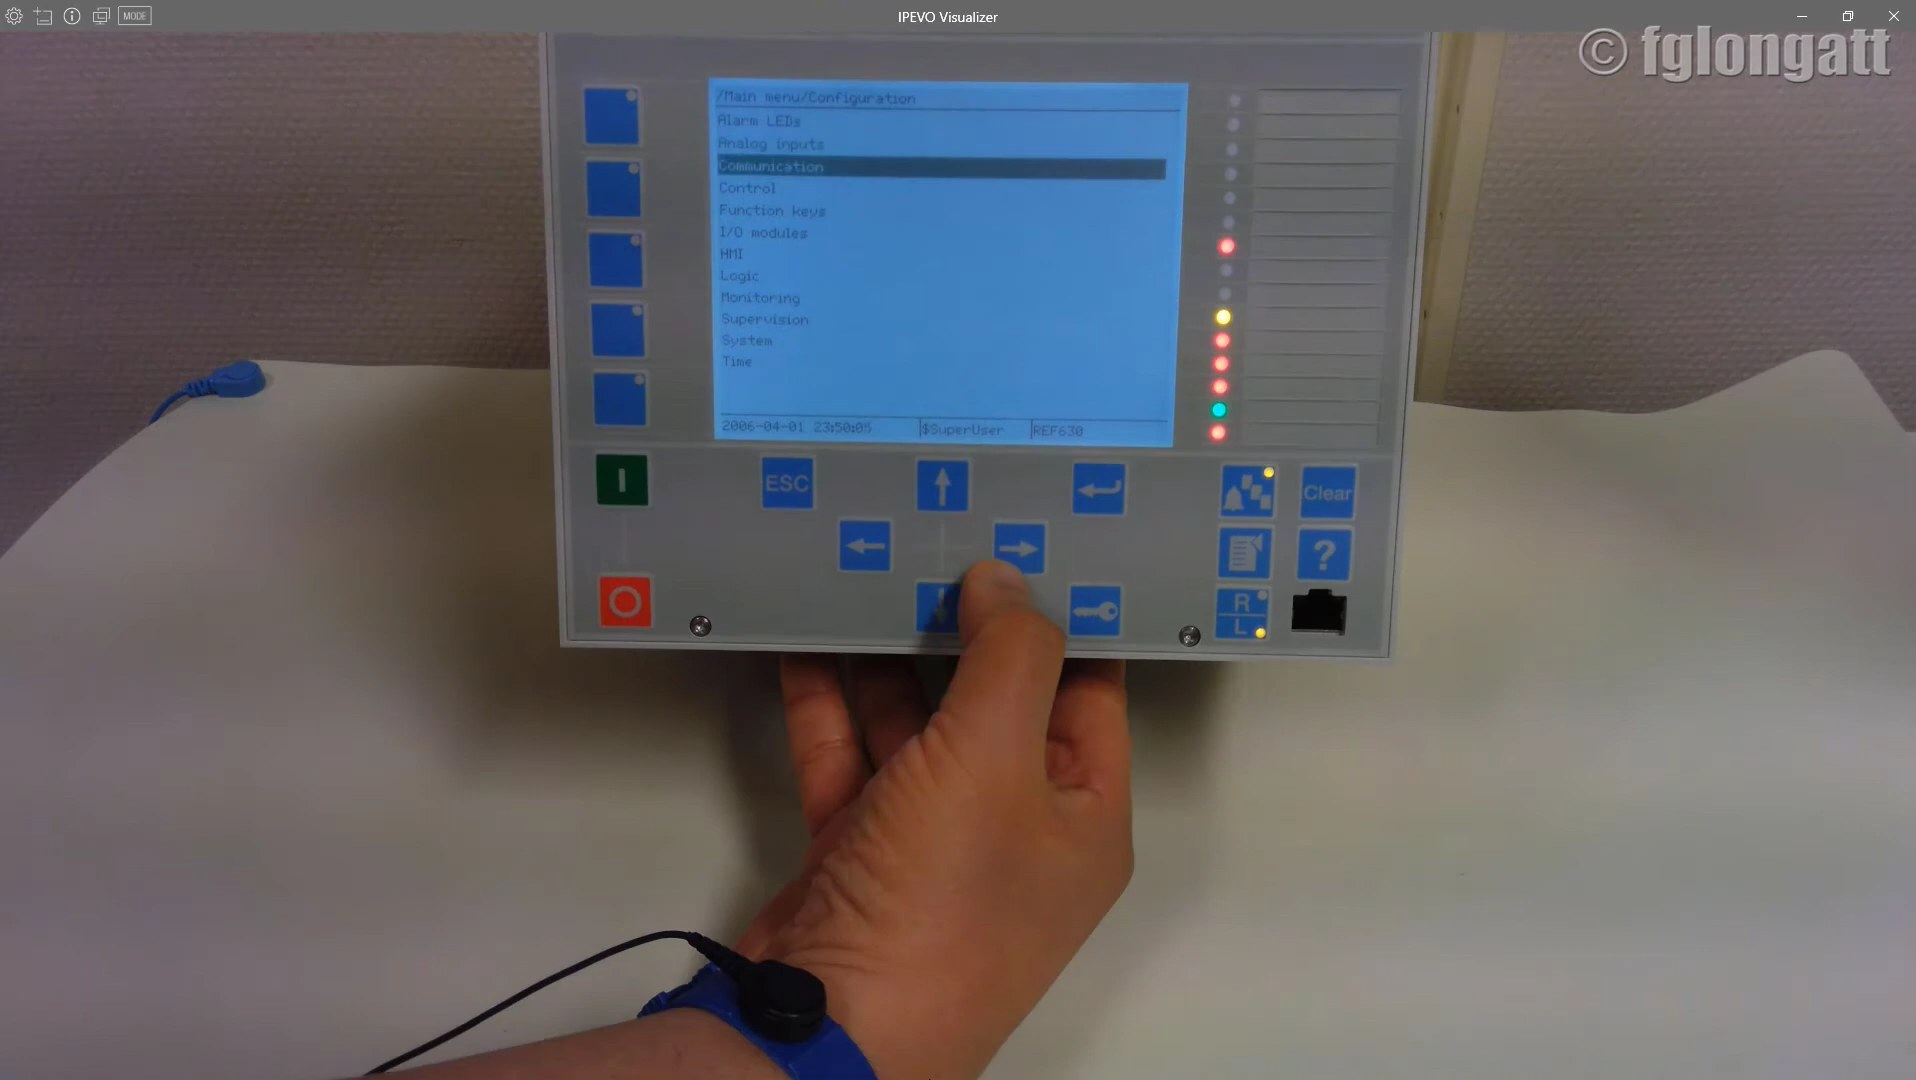 MODE
IPEVO Visualizer
© fglongatt
/Main menu/Configuration
Alarm LEDs
Analog inputs
Communication
Control
Function keys
I/O modules
HMI
Logic
Monitoring
Supervision
System
Time
2006-04-01 23:50:05 $SuperUser REF630
I
ESC
Clear
?
O
R
L